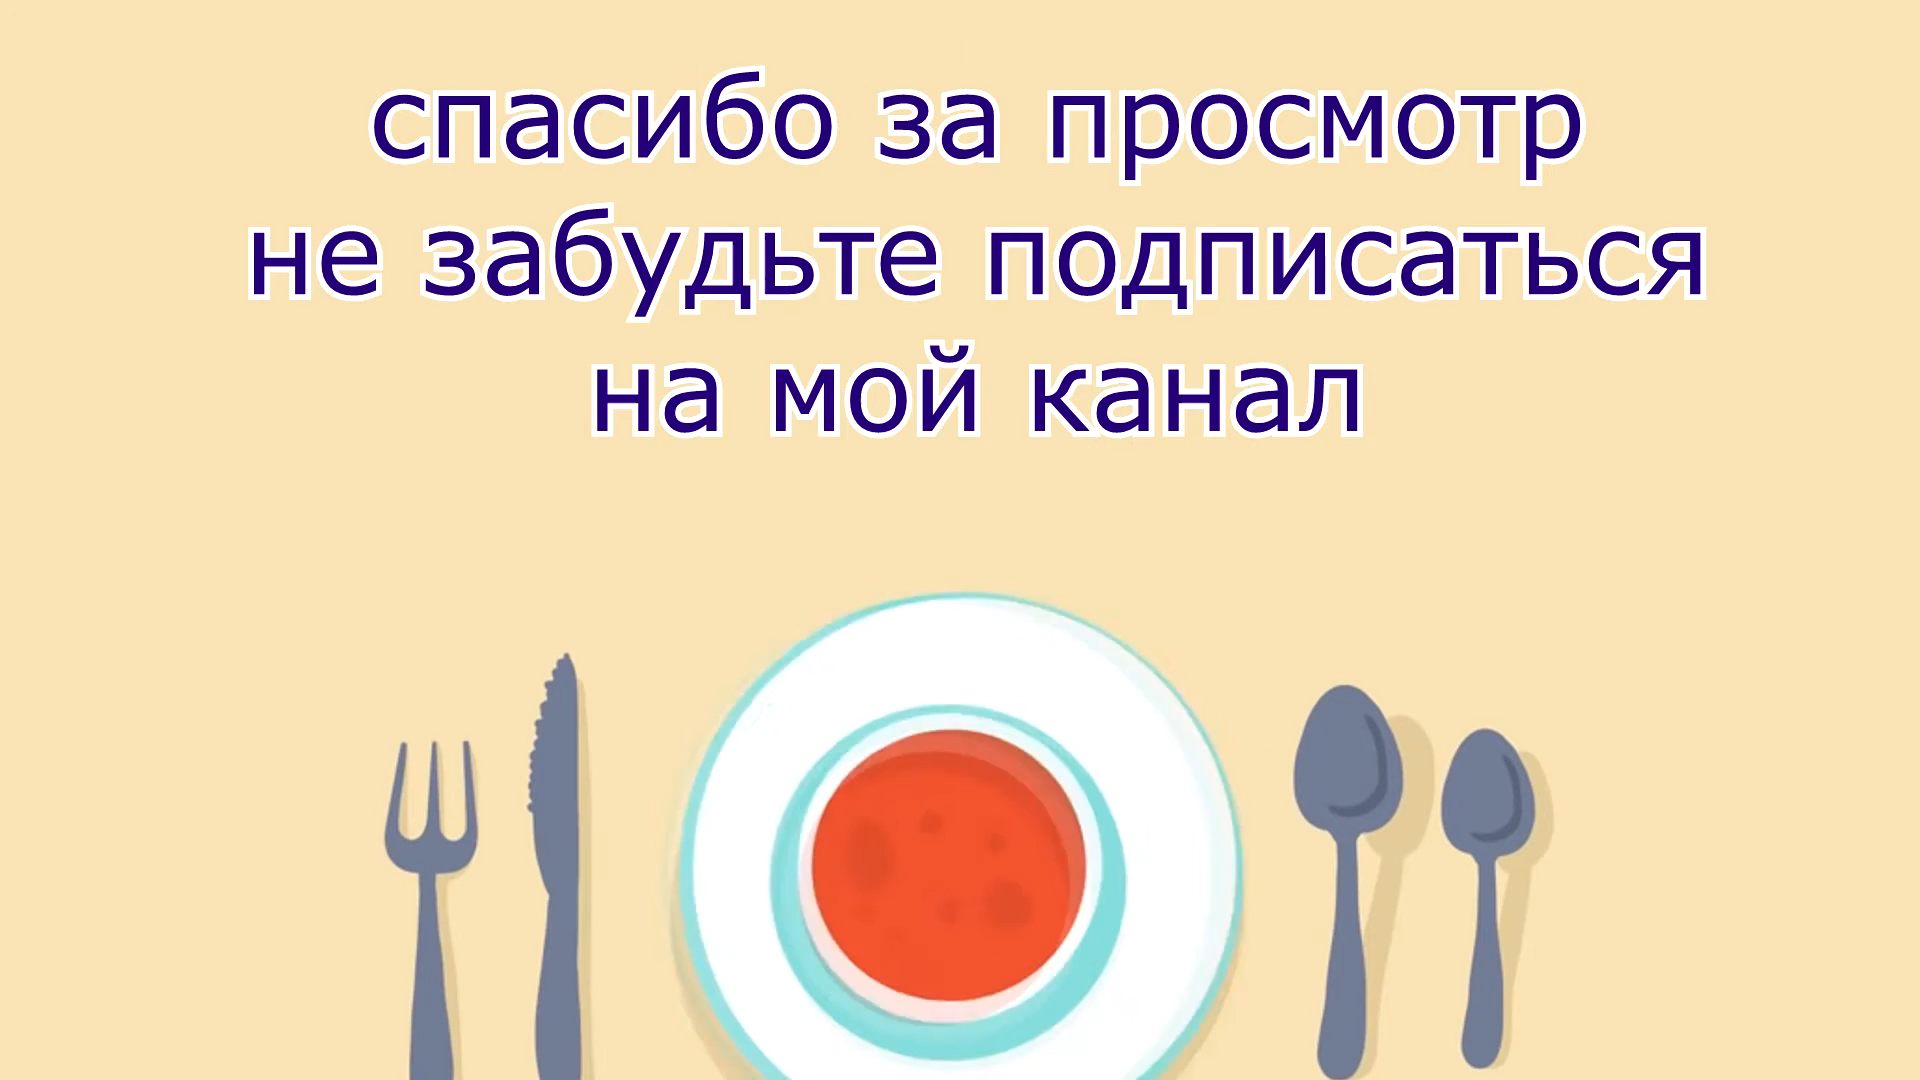 спасибо за просмотр
не забудьте подписаться
на мой канал